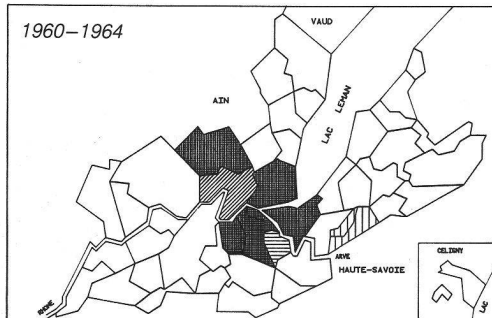 1960–1964
VAUD
AIN
LAC LEMAN
ARVE
HAUTE-SAVOIE
RHONE
CELIGNY
LAC